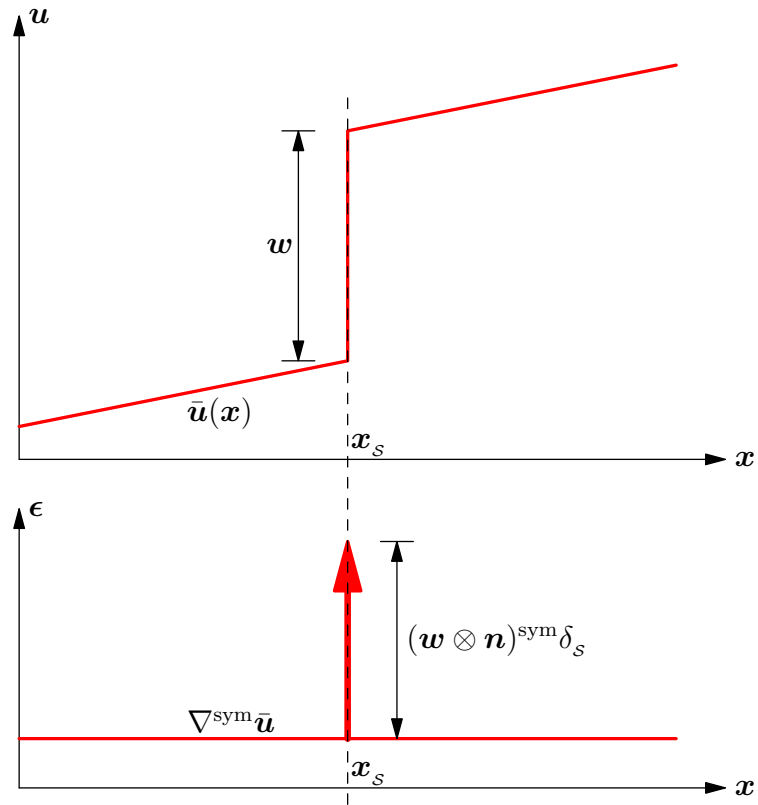 u
w
ū(x)
x_S
x
ϵ
(w ⊗ n)^sym δ_S
∇^sym ū
x_S
x